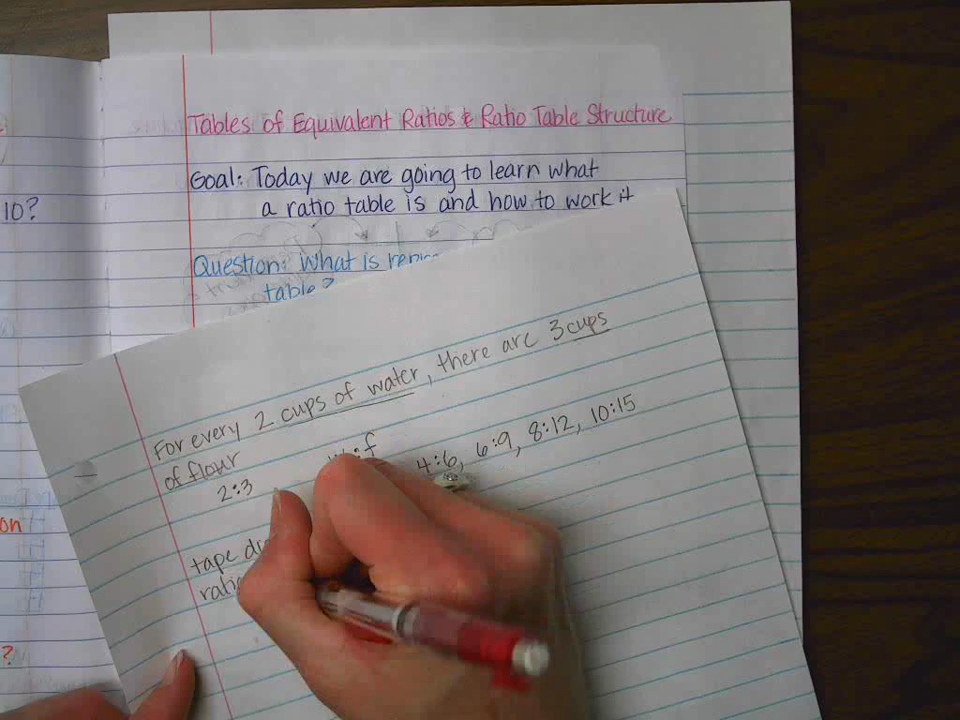 Tables of Equivalent Ratios & Ratio Table Structure
Goal: Today we are going to learn what
a ratio table is and how to work it
10?
Question: What is
table?
For every 2 cups of water, there are 3 cups
of flour
2:3 :f 4:6, 6:9, 8:12, 10:15
on
tape
?